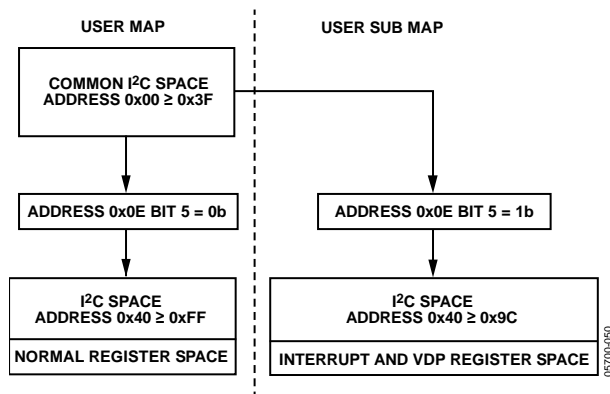 USER MAP
USER SUB MAP
COMMON I²C SPACE
ADDRESS 0x00 ≥ 0x3F
ADDRESS 0x0E BIT 5 = 0b
ADDRESS 0x0E BIT 5 = 1b
I²C SPACE
ADDRESS 0x40 ≥ 0xFF
NORMAL REGISTER SPACE
I²C SPACE
ADDRESS 0x40 ≥ 0x9C
INTERRUPT AND VDP REGISTER SPACE
05700-050